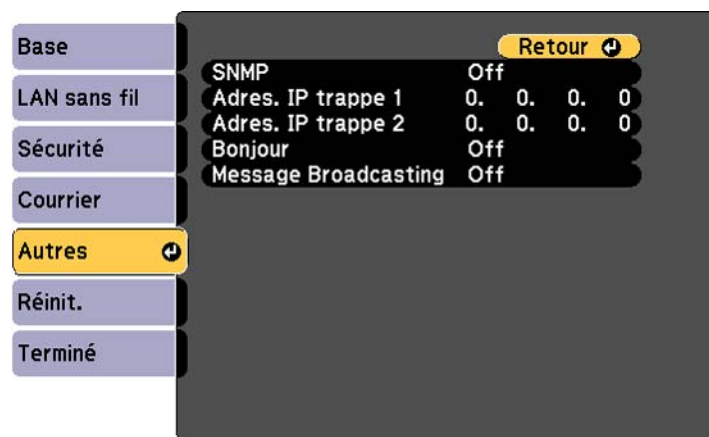 Base
LAN sans fil
Sécurité
Courrier
Autres
Réinit.
Terminé
Retour
SNMP Off
Adres. IP trappe 1 0. 0. 0. 0
Adres. IP trappe 2 0. 0. 0. 0
Bonjour Off
Message Broadcasting Off